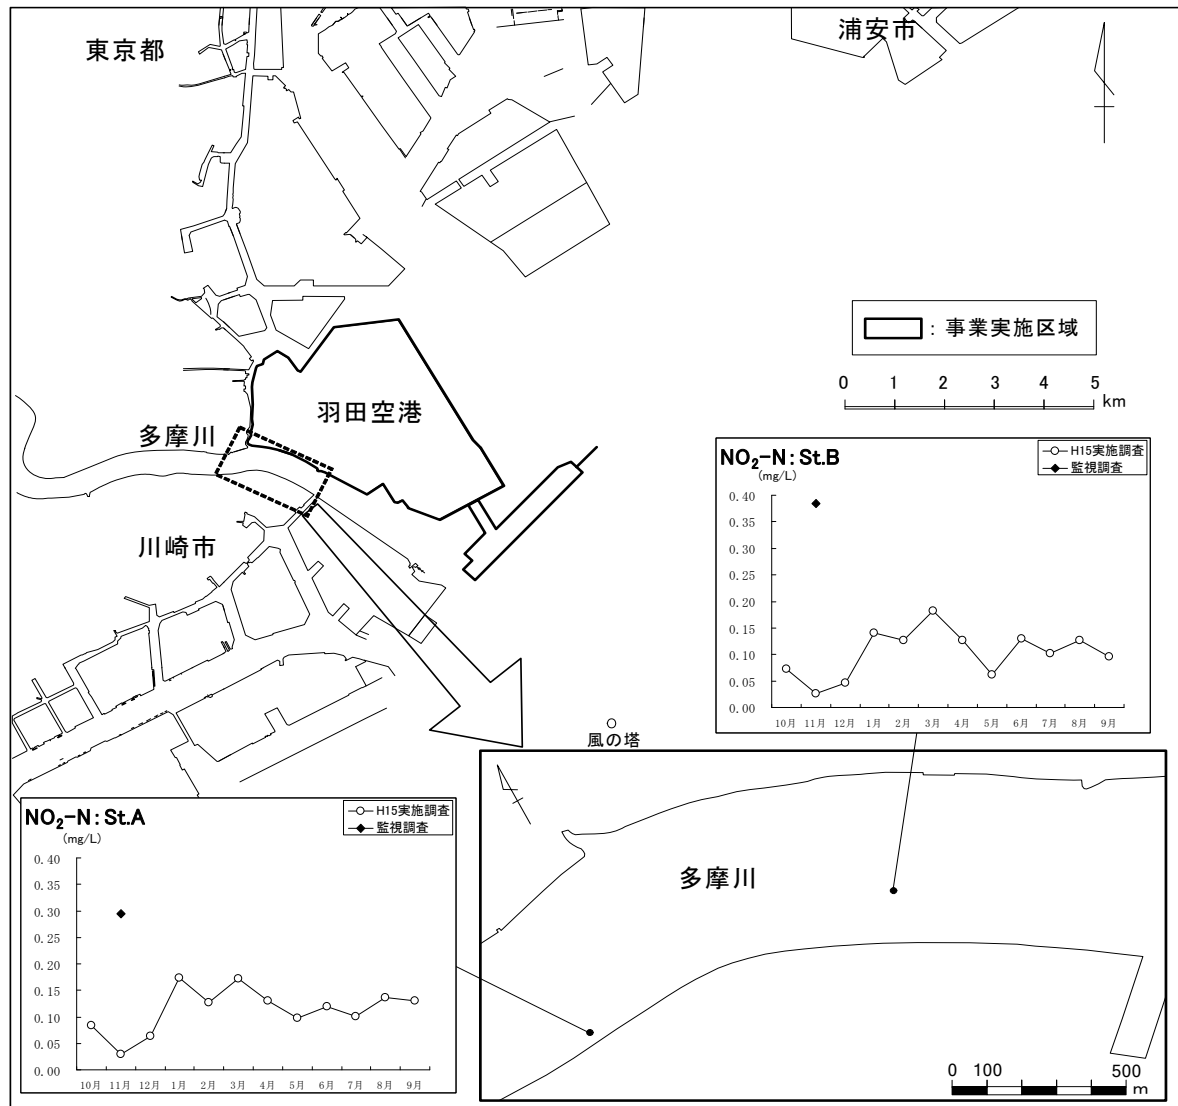 東京都
浦安市
: 事業実施区域
0 1 2 3 4 5
km
羽田空港
多摩川
川崎市
風の塔
NO₂-N: St.B
(mg/L)
H15実施調査
監視調査
0.40
0.35
0.30
0.25
0.20
0.15
0.10
0.05
0.00
10月 11月 12月 1月 2月 3月 4月 5月 6月 7月 8月 9月
NO₂-N: St.A
(mg/L)
H15実施調査
監視調査
0.40
0.35
0.30
0.25
0.20
0.15
0.10
0.05
0.00
10月 11月 12月 1月 2月 3月 4月 5月 6月 7月 8月 9月
多摩川
0 100 500
m